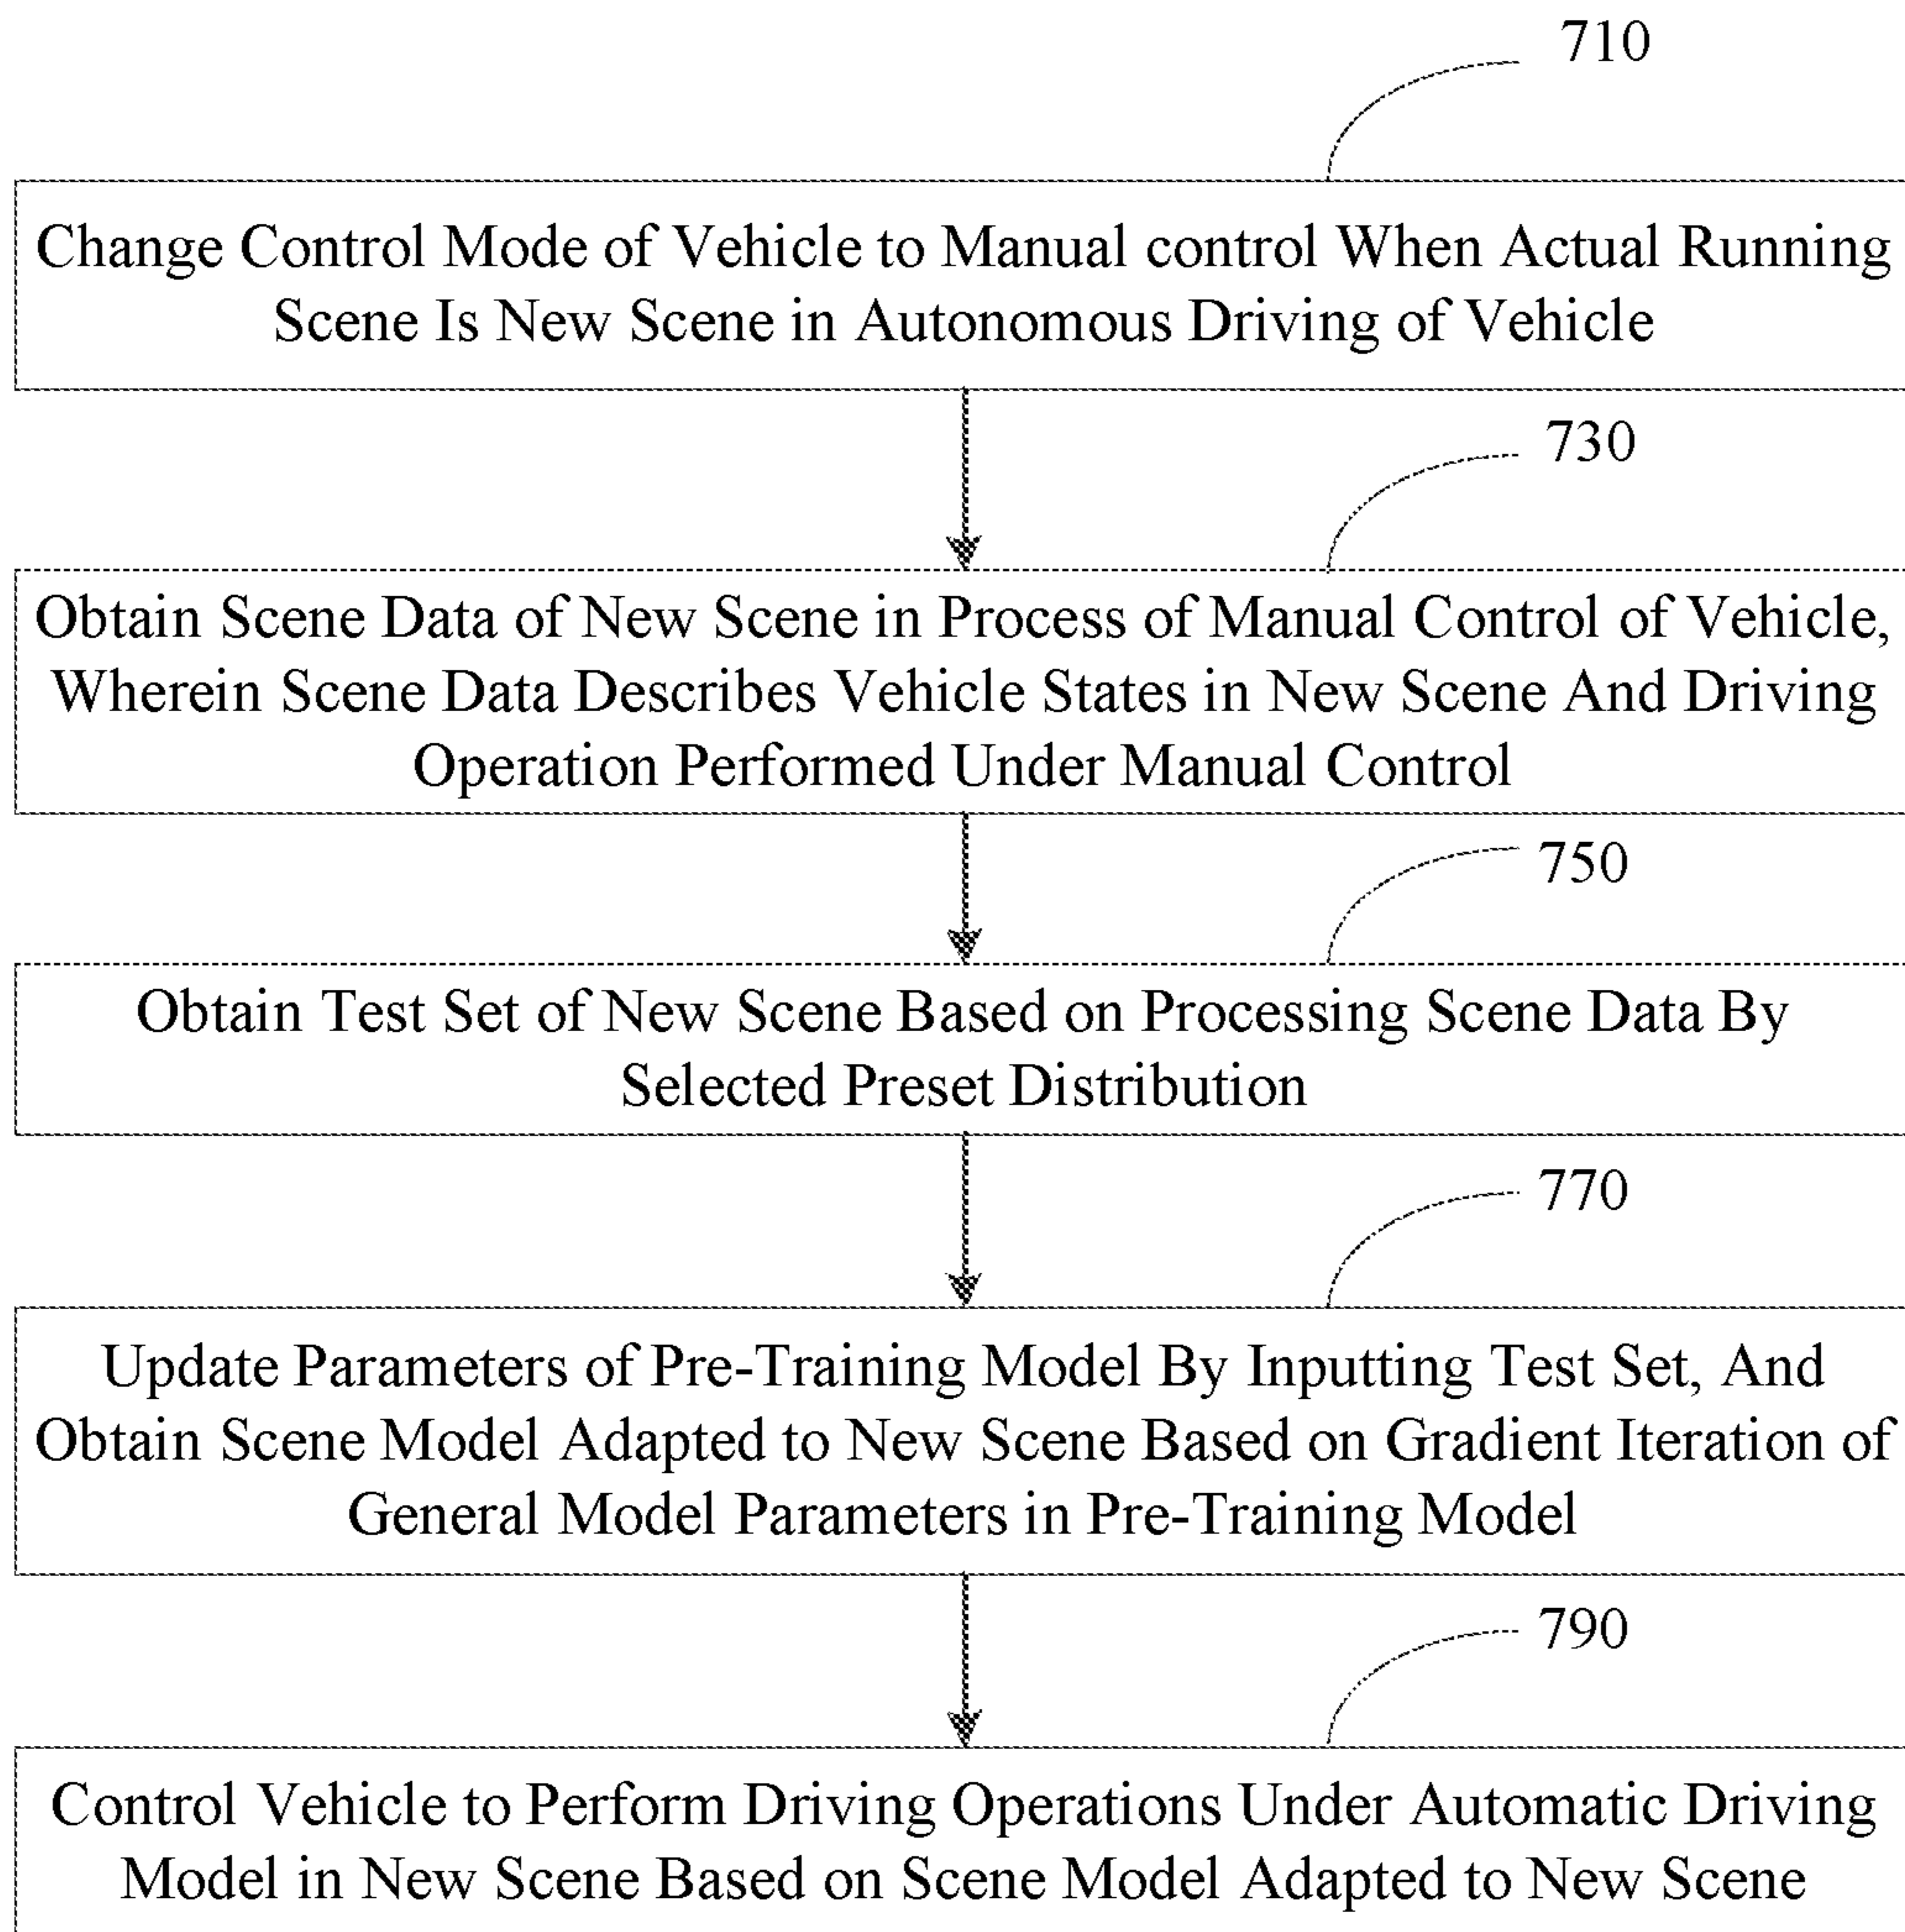 710
Change Control Mode of Vehicle to Manual control When Actual Running
Scene Is New Scene in Autonomous Driving of Vehicle
730
Obtain Scene Data of New Scene in Process of Manual Control of Vehicle,
Wherein Scene Data Describes Vehicle States in New Scene And Driving
Operation Performed Under Manual Control
750
Obtain Test Set of New Scene Based on Processing Scene Data By
Selected Preset Distribution
770
Update Parameters of Pre-Training Model By Inputting Test Set, And
Obtain Scene Model Adapted to New Scene Based on Gradient Iteration of
General Model Parameters in Pre-Training Model
790
Control Vehicle to Perform Driving Operations Under Automatic Driving
Model in New Scene Based on Scene Model Adapted to New Scene